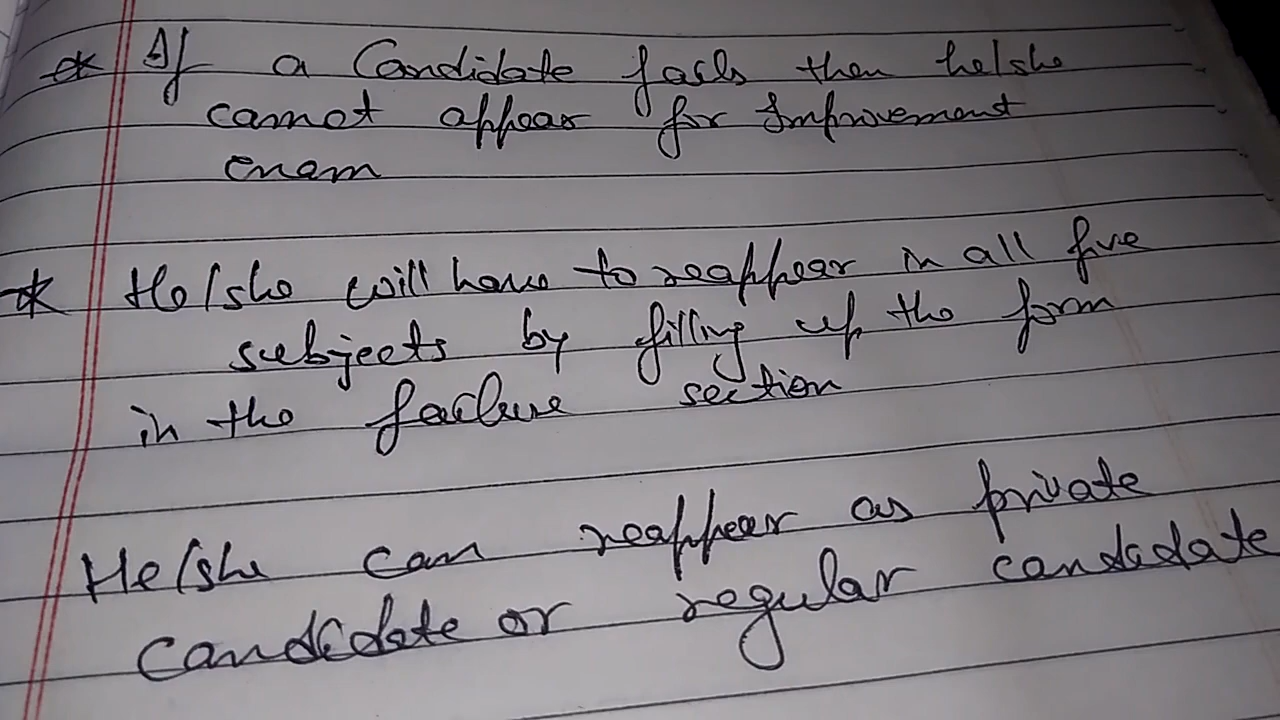 * If a Candidate fails then he/she
cannot appear for Improvement
exam
* He/she will have to reappear in all five
subjects by filling up the form
in the failure section
He/she can reappear as private
candidate or regular candidate